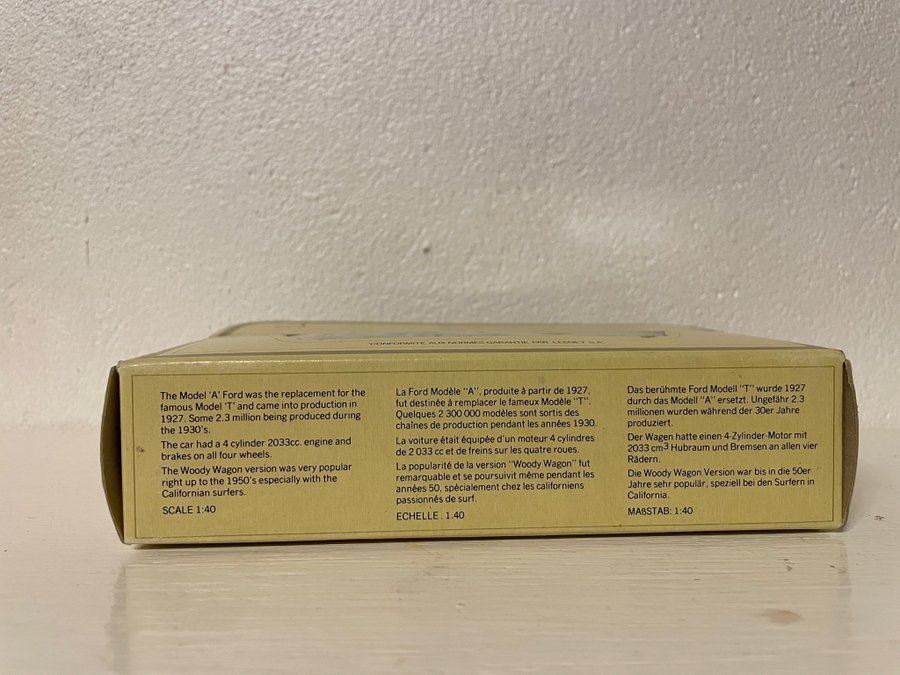 CONFORMITE AUX NORMES GARANTIE PAR LESNEY S.A.
The Model 'A' Ford was the replacement for the
famous Model 'T' and came into production in
1927. Some 2.3 million being produced during
the 1930's.
The car had a 4 cylinder 2033cc. engine and
brakes on all four wheels.
The Woody Wagon version was very popular
right up to the 1950's especially with the
Californian surfers.
SCALE 1:40
La Ford Modèle "A", produite à partir de 1927,
fut destinée à remplacer le fameux Modèle "T".
Quelques 2 300 000 modèles sont sortis des
chaînes de production pendant les années 1930.
La voiture était équipée d'un moteur 4 cylindres
de 2 033 cc et de freins sur les quatre roues.
La popularité de la version "Woody Wagon" fut
remarquable et se poursuivit même pendant les
années 50, spécialement chez les californiens
passionnés de surf.
ECHELLE . 1.40
Das berühmte Ford Modell "T" wurde 1927
durch das Modell "A" ersetzt. Ungefähr 2.3
millionen wurden während der 30er Jahre
produziert.
Der Wagen hatte einen 4-Zylinder-Motor mit
2033 cm³ Hubraum und Bremsen an allen vier
Rädern.
Die Woody Wagon Version war bis in die 50er
Jahre sehr populär, speziell bei den Surfern in
California.
MAßSTAB: 1:40